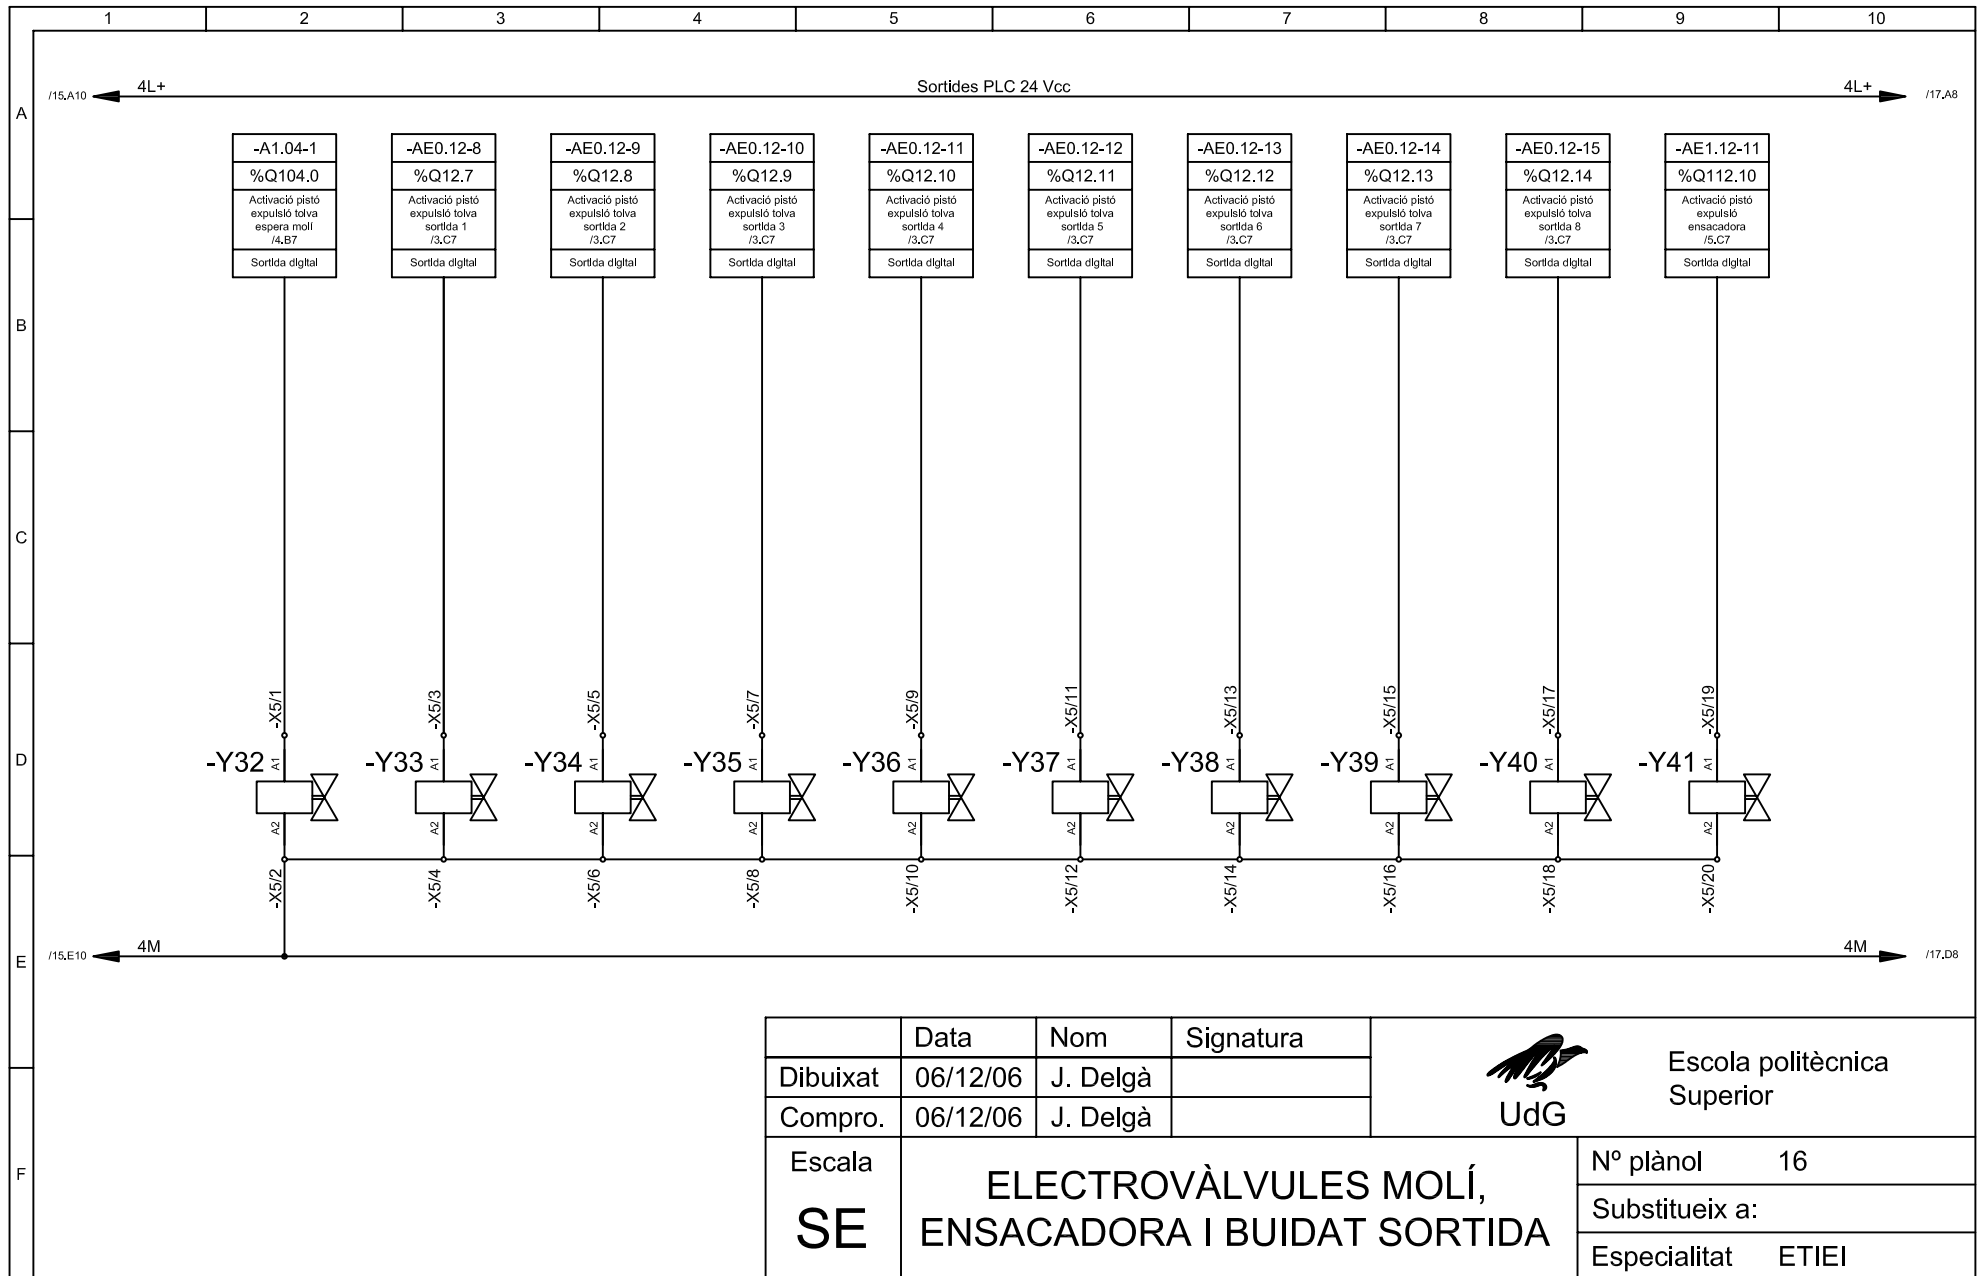 1 2 3 4 5 6 7 8 9 10
A
B
C
D
E
F
/15.A10 4L+ Sortides PLC 24 Vcc 4L+ /17.A8
-A1.04-1
%Q104.0
Activació pistó
expulsió tolva
espera molí
/4.B7
Sortida digital
-AE0.12-8
%Q12.7
Activació pistó
expulsió tolva
sortida 1
/3.C7
Sortida digital
-AE0.12-9
%Q12.8
Activació pistó
expulsió tolva
sortida 2
/3.C7
Sortida digital
-AE0.12-10
%Q12.9
Activació pistó
expulsió tolva
sortida 3
/3.C7
Sortida digital
-AE0.12-11
%Q12.10
Activació pistó
expulsió tolva
sortida 4
/3.C7
Sortida digital
-AE0.12-12
%Q12.11
Activació pistó
expulsió tolva
sortida 5
/3.C7
Sortida digital
-AE0.12-13
%Q12.12
Activació pistó
expulsió tolva
sortida 6
/3.C7
Sortida digital
-AE0.12-14
%Q12.13
Activació pistó
expulsió tolva
sortida 7
/3.C7
Sortida digital
-AE0.12-15
%Q12.14
Activació pistó
expulsió tolva
sortida 8
/3.C7
Sortida digital
-AE1.12-11
%Q112.10
Activació pistó
expulsió
ensacadora
/5.C7
Sortida digital
-X5/1 -X5/3 -X5/5 -X5/7 -X5/9 -X5/11 -X5/13 -X5/15 -X5/17 -X5/19
-Y32 A1 -Y33 A1 -Y34 A1 -Y35 A1 -Y36 A1 -Y37 A1 -Y38 A1 -Y39 A1 -Y40 A1 -Y41 A1
A2 A2 A2 A2 A2 A2 A2 A2 A2 A2
-X5/2 -X5/4 -X5/6 -X5/8 -X5/10 -X5/12 -X5/14 -X5/16 -X5/18 -X5/20
/15.E10 4M 4M /17.D8
Data Nom Signatura
Dibuixat 06/12/06 J. Delgà
Compro. 06/12/06 J. Delgà
UdG
Escola politècnica
Superior
Escala
SE
ELECTROVÀLVULES MOLÍ,
ENSACADORA I BUIDAT SORTIDA
Nº plànol 16
Substitueix a:
Especialitat ETIEI